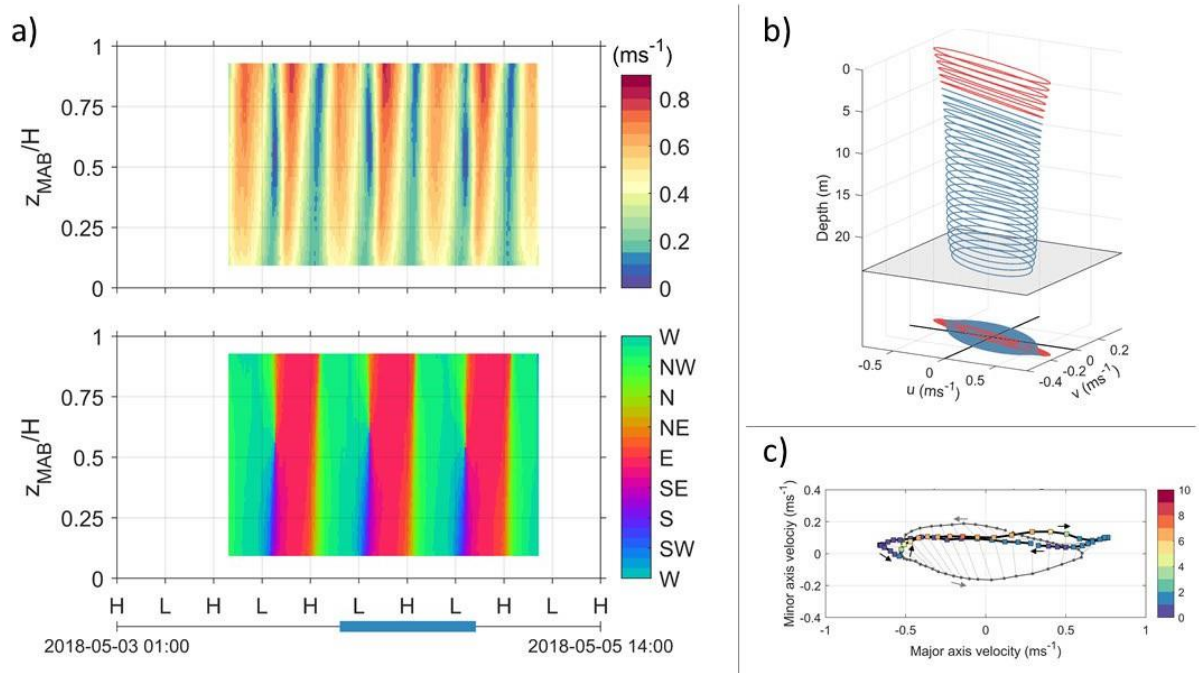 a)
(ms-1)
1
0.75
0.5
0.25
0
zMAB/H
0.8
0.6
0.4
0.2
0
1
0.75
0.5
0.25
0
zMAB/H
W
NW
N
NE
E
SE
S
SW
W
H L H L H L H L H L H
2018-05-03 01:00 2018-05-05 14:00
b)
0
5
10
15
20
Depth (m)
-0.5 0 0.5
u (ms-1)
-0.4 -0.2 0 0.2
v (ms-1)
c)
0.4
0.2
0
-0.2
-0.4
Minor axis velociy (ms-1)
-1 -0.5 0 0.5 1
Major axis velocity (ms-1)
10
8
6
4
2
0